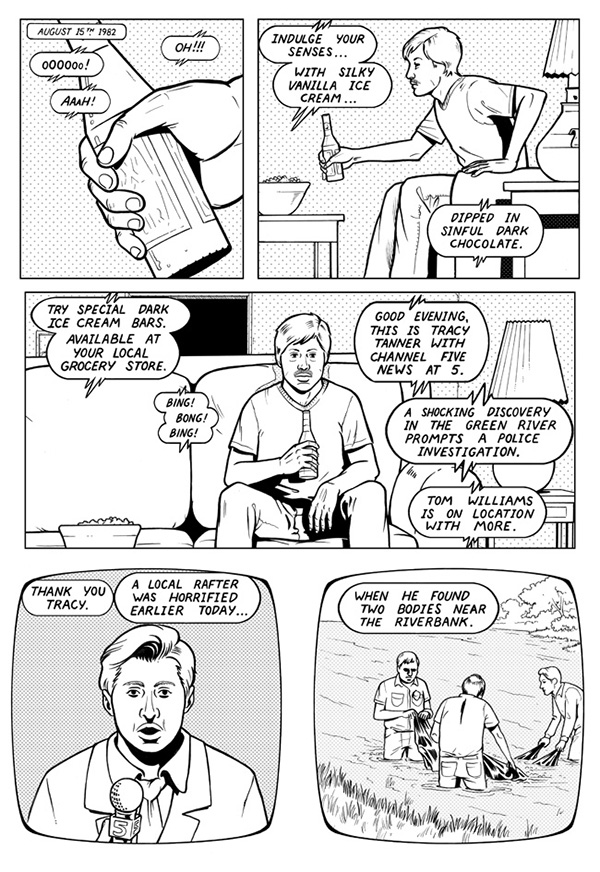 AUGUST 15TH 1982
OOOOOO!
OH!!!
AAAH!
INDULGE YOUR
SENSES...
WITH SILKY
VANILLA ICE
CREAM...
DIPPED IN
SINFUL DARK
CHOCOLATE.
TRY SPECIAL DARK
ICE CREAM BARS.
AVAILABLE AT
YOUR LOCAL
GROCERY STORE.
BING!
BONG!
BING!
GOOD EVENING,
THIS IS TRACY
TANNER WITH
CHANNEL FIVE
NEWS AT 5.
A SHOCKING DISCOVERY
IN THE GREEN RIVER
PROMPTS A POLICE
INVESTIGATION.
TOM WILLIAMS
IS ON LOCATION
WITH MORE.
THANK YOU
TRACY.
A LOCAL RAFTER
WAS HORRIFIED
EARLIER TODAY...
5
WHEN HE FOUND
TWO BODIES NEAR
THE RIVERBANK.